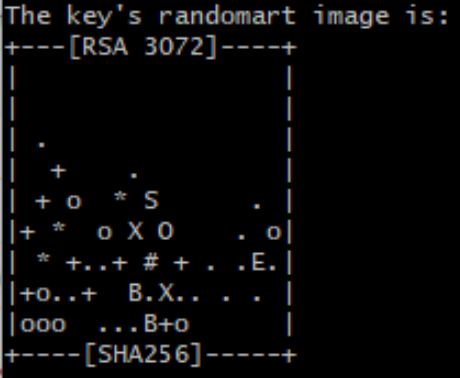 The key's randomart image is:
+---[RSA 3072]----+
|                 |
|                 |
| .               |
|  +    .         |
| + o  * S      . |
|+ *  o X O    . o|
| * +..+ # + . .E.|
|+o..+  B.X.. . . |
|ooo  ...B+o      |
+----[SHA256]-----+